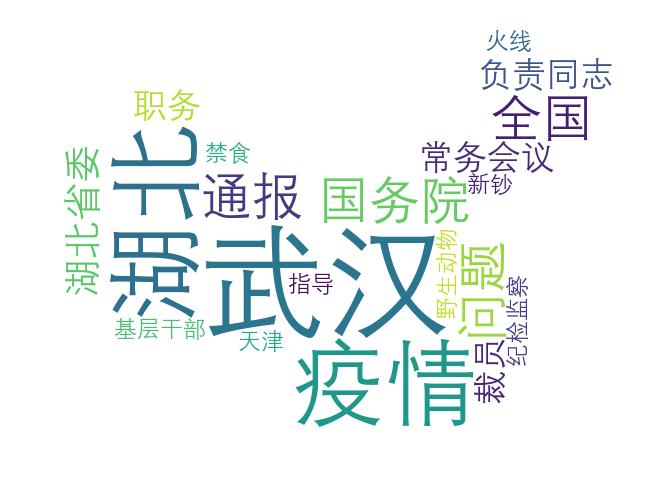 火线
负责同志
职务
全国
禁食
常务会议
湖北省委
湖北
通报
国务院
新钞
武汉
野生动物
问题
指导
纪检监察
基层干部
天津
疫情
裁员